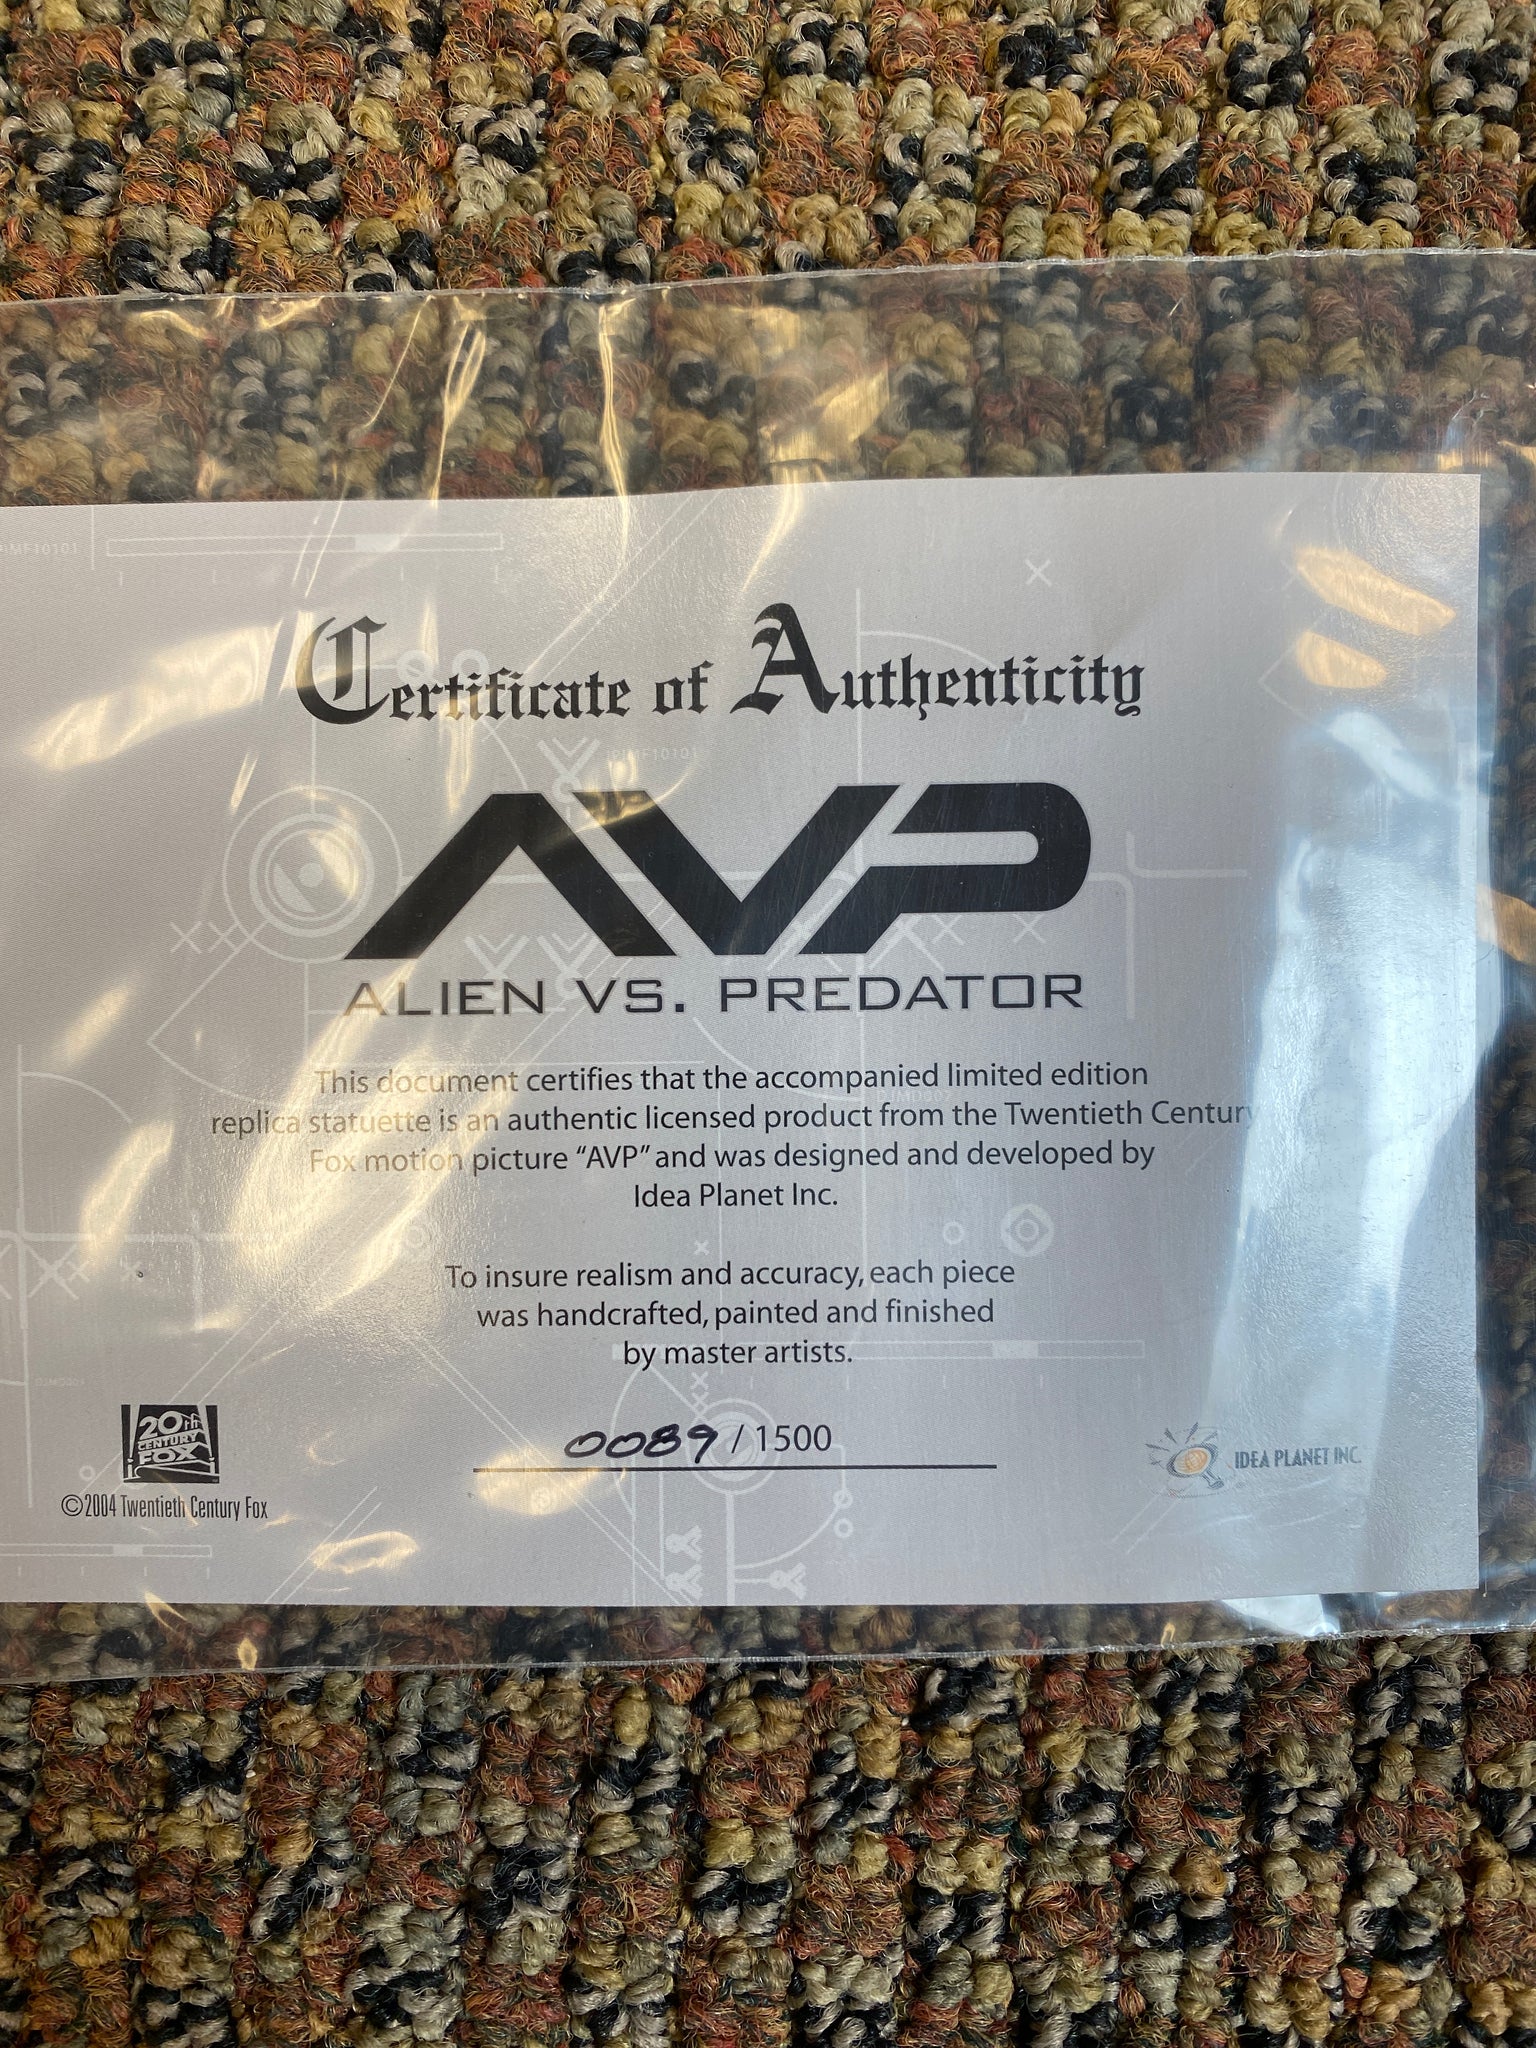 PIMF10101
Certificate of Authenticity
PIMF10101
AVP
ALIEN VS. PREDATOR
This document certifies that the accompanied limited edition
replica statuette is an authentic licensed product from the Twentieth Century
Fox motion picture “AVP” and was designed and developed by
Idea Planet Inc.
To insure realism and accuracy, each piece
was handcrafted, painted and finished
by master artists.
0089 / 1500
20th
CENTURY
FOX
©2004 Twentieth Century Fox
IDEA PLANET INC.